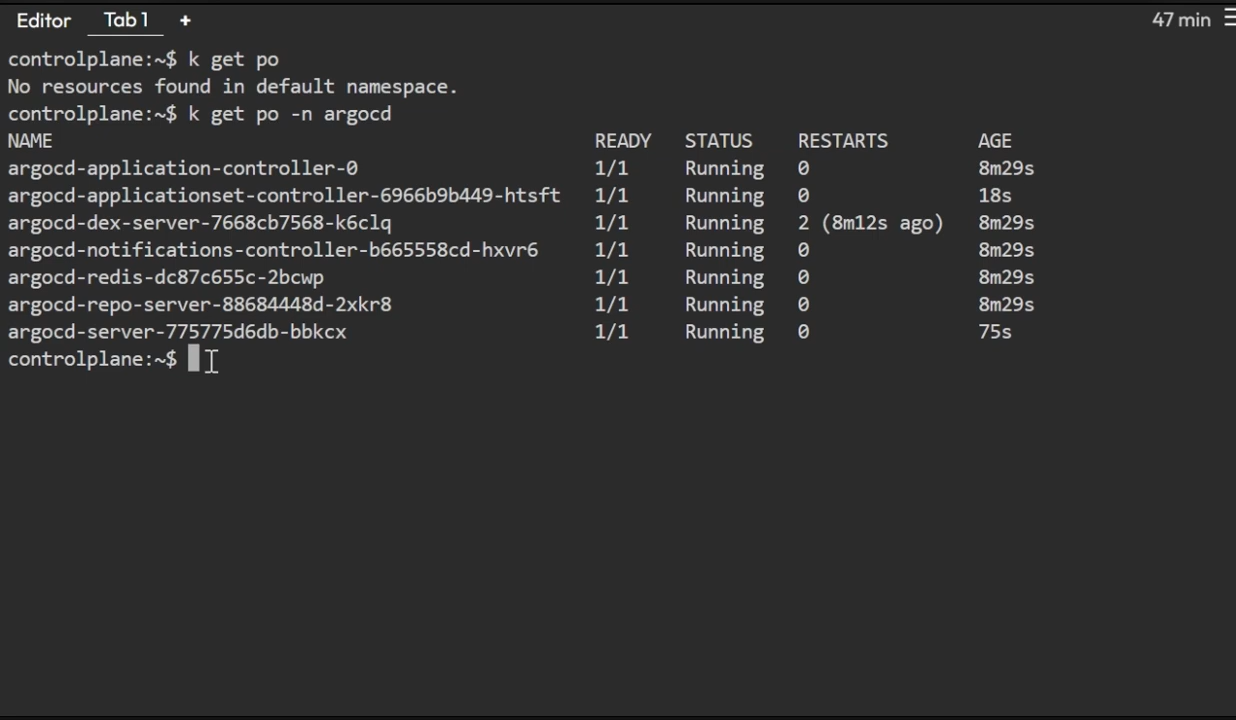 Editor Tab 1 + 47 min
controlplane:~$ k get po
No resources found in default namespace.
controlplane:~$ k get po -n argocd
NAME READY STATUS RESTARTS AGE
argocd-application-controller-0 1/1 Running 0 8m29s
argocd-applicationset-controller-6966b9b449-htsft 1/1 Running 0 18s
argocd-dex-server-7668cb7568-k6clq 1/1 Running 2 (8m12s ago) 8m29s
argocd-notifications-controller-b665558cd-hxvr6 1/1 Running 0 8m29s
argocd-redis-dc87c655c-2bcwp 1/1 Running 0 8m29s
argocd-repo-server-88684448d-2xkr8 1/1 Running 0 8m29s
argocd-server-775775d6db-bbkcx 1/1 Running 0 75s
controlplane:~$